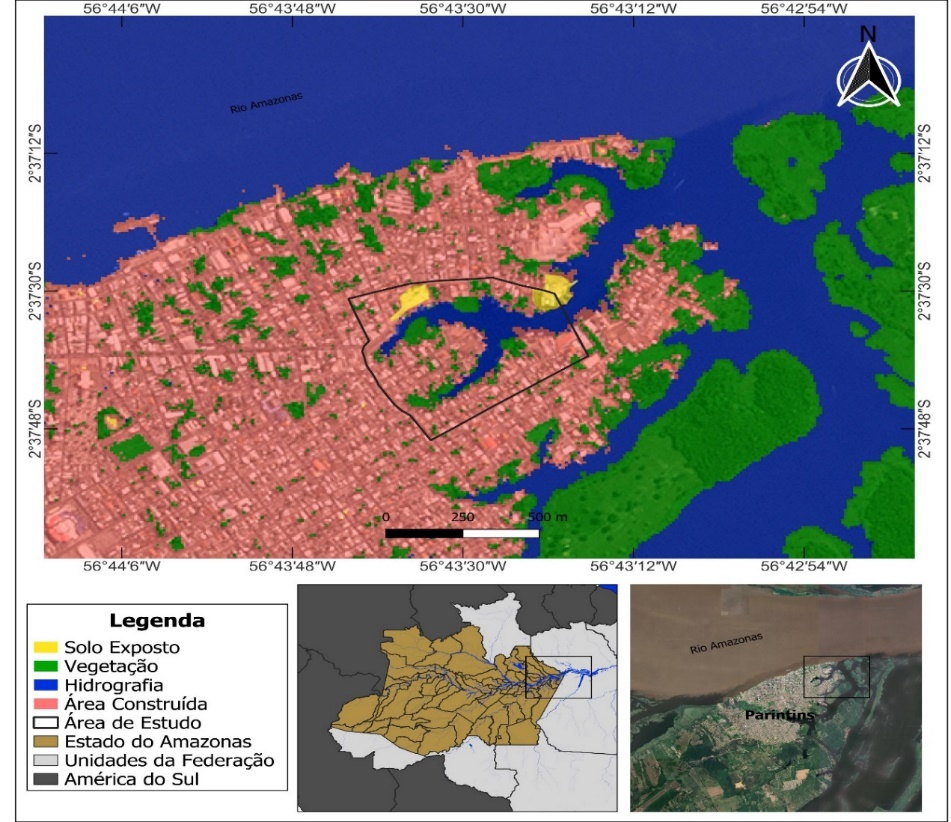 56°44'6"W 56°43'48"W 56°43'30"W 56°43'12"W 56°42'54"W
N
Rio Amazonas
2°37'12"S 2°37'12"S
2°37'30"S 2°37'30"S
2°37'48"S 2°37'48"S
0 250 500 m
56°44'6"W 56°43'48"W 56°43'30"W 56°43'12"W 56°42'54"W
Legenda
Solo Exposto
Vegetação
Hidrografia
Área Construída
Área de Estudo
Estado do Amazonas
Unidades da Federação
América do Sul
Rio Amazonas
Parintins